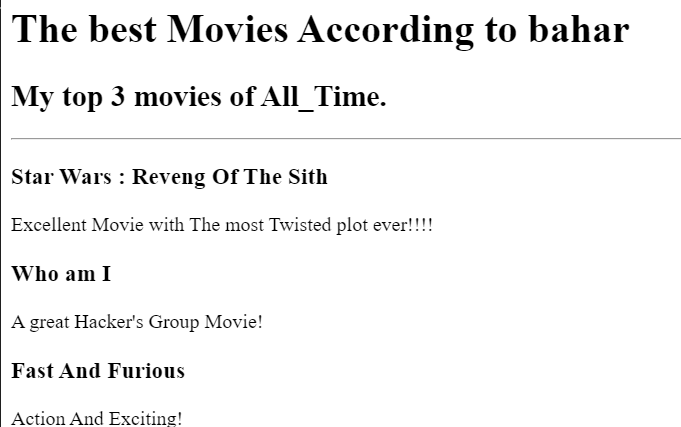 The best Movies According to bahar
My top 3 movies of All_Time.
Star Wars : Reveng Of The Sith
Excellent Movie with The most Twisted plot ever!!!!
Who am I
A great Hacker's Group Movie!
Fast And Furious
Action And Exciting!